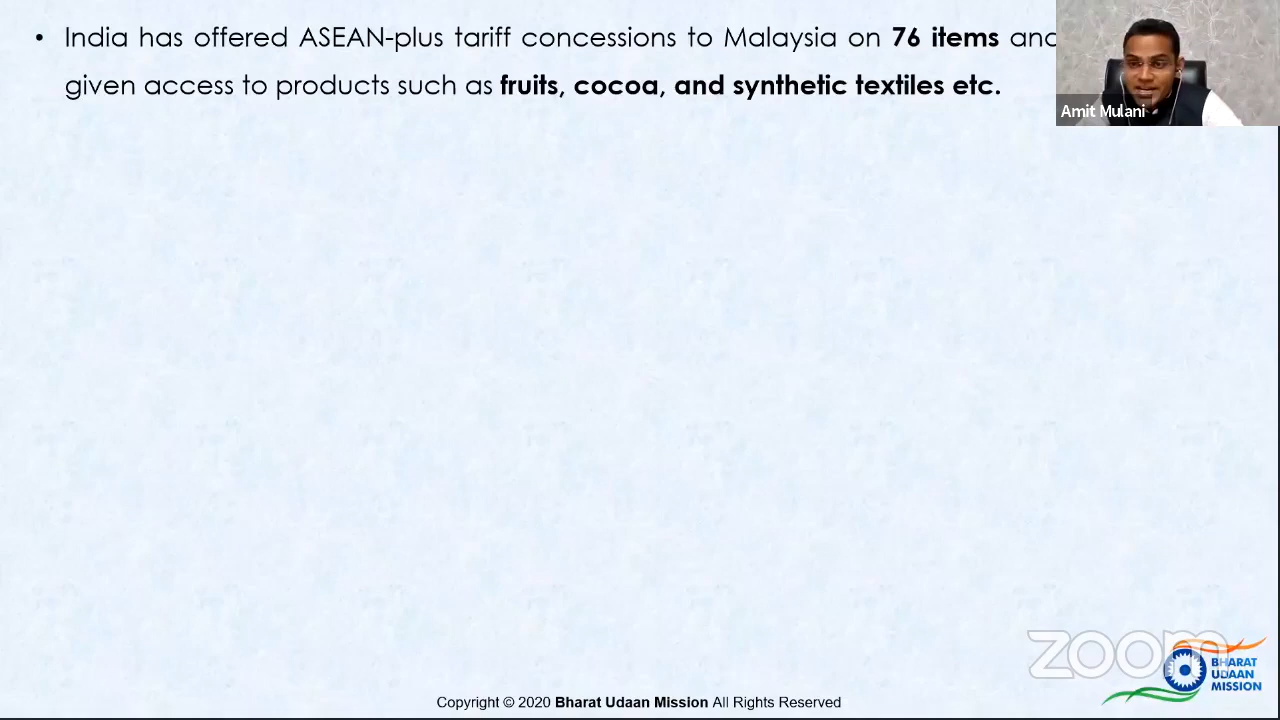 • India has offered ASEAN-plus tariff concessions to Malaysia on 76 items and
given access to products such as fruits, cocoa, and synthetic textiles etc.
Amit Mulani
zoom
BHARAT
UDAAN
MISSION
Copyright © 2020 Bharat Udaan Mission All Rights Reserved